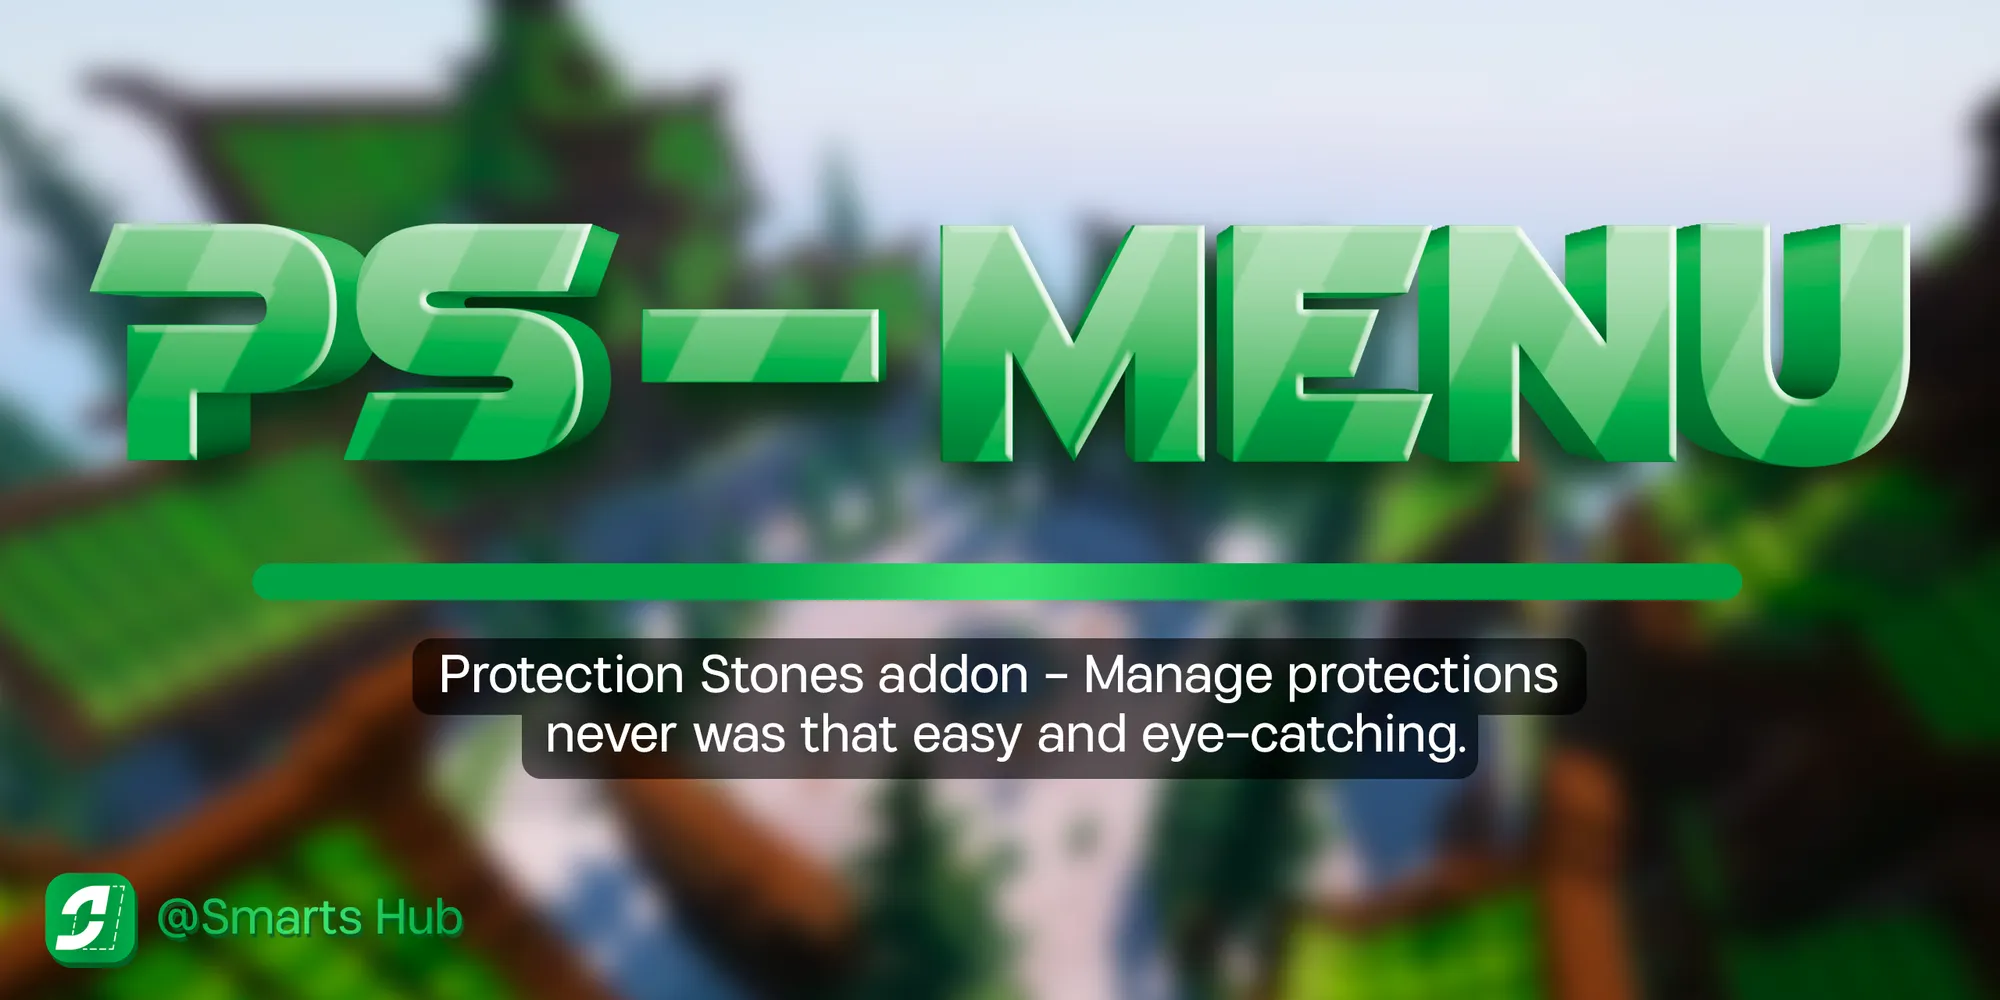 PS - MENU
Protection Stones addon - Manage protections
never was that easy and eye-catching.
@Smarts Hub